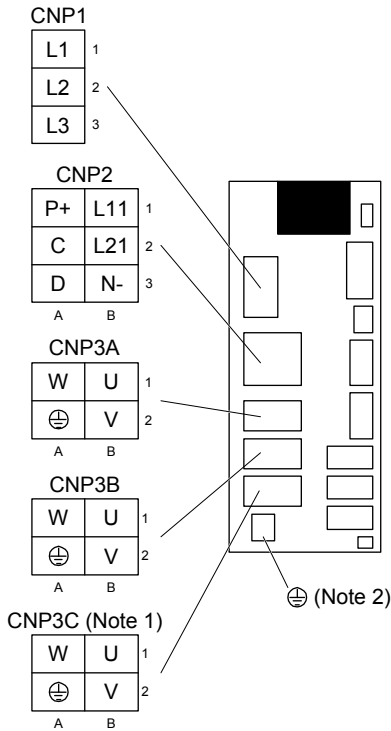 CNP1
L1 1
L2 2
L3 3
CNP2
P+ L11 1
C L21 2
D N- 3
A B
CNP3A
W U 1
⏚ V 2
A B
CNP3B
W U 1
⏚ V 2
A B
⏚ (Note 2)
CNP3C (Note 1)
W U 1
⏚ V 2
A B